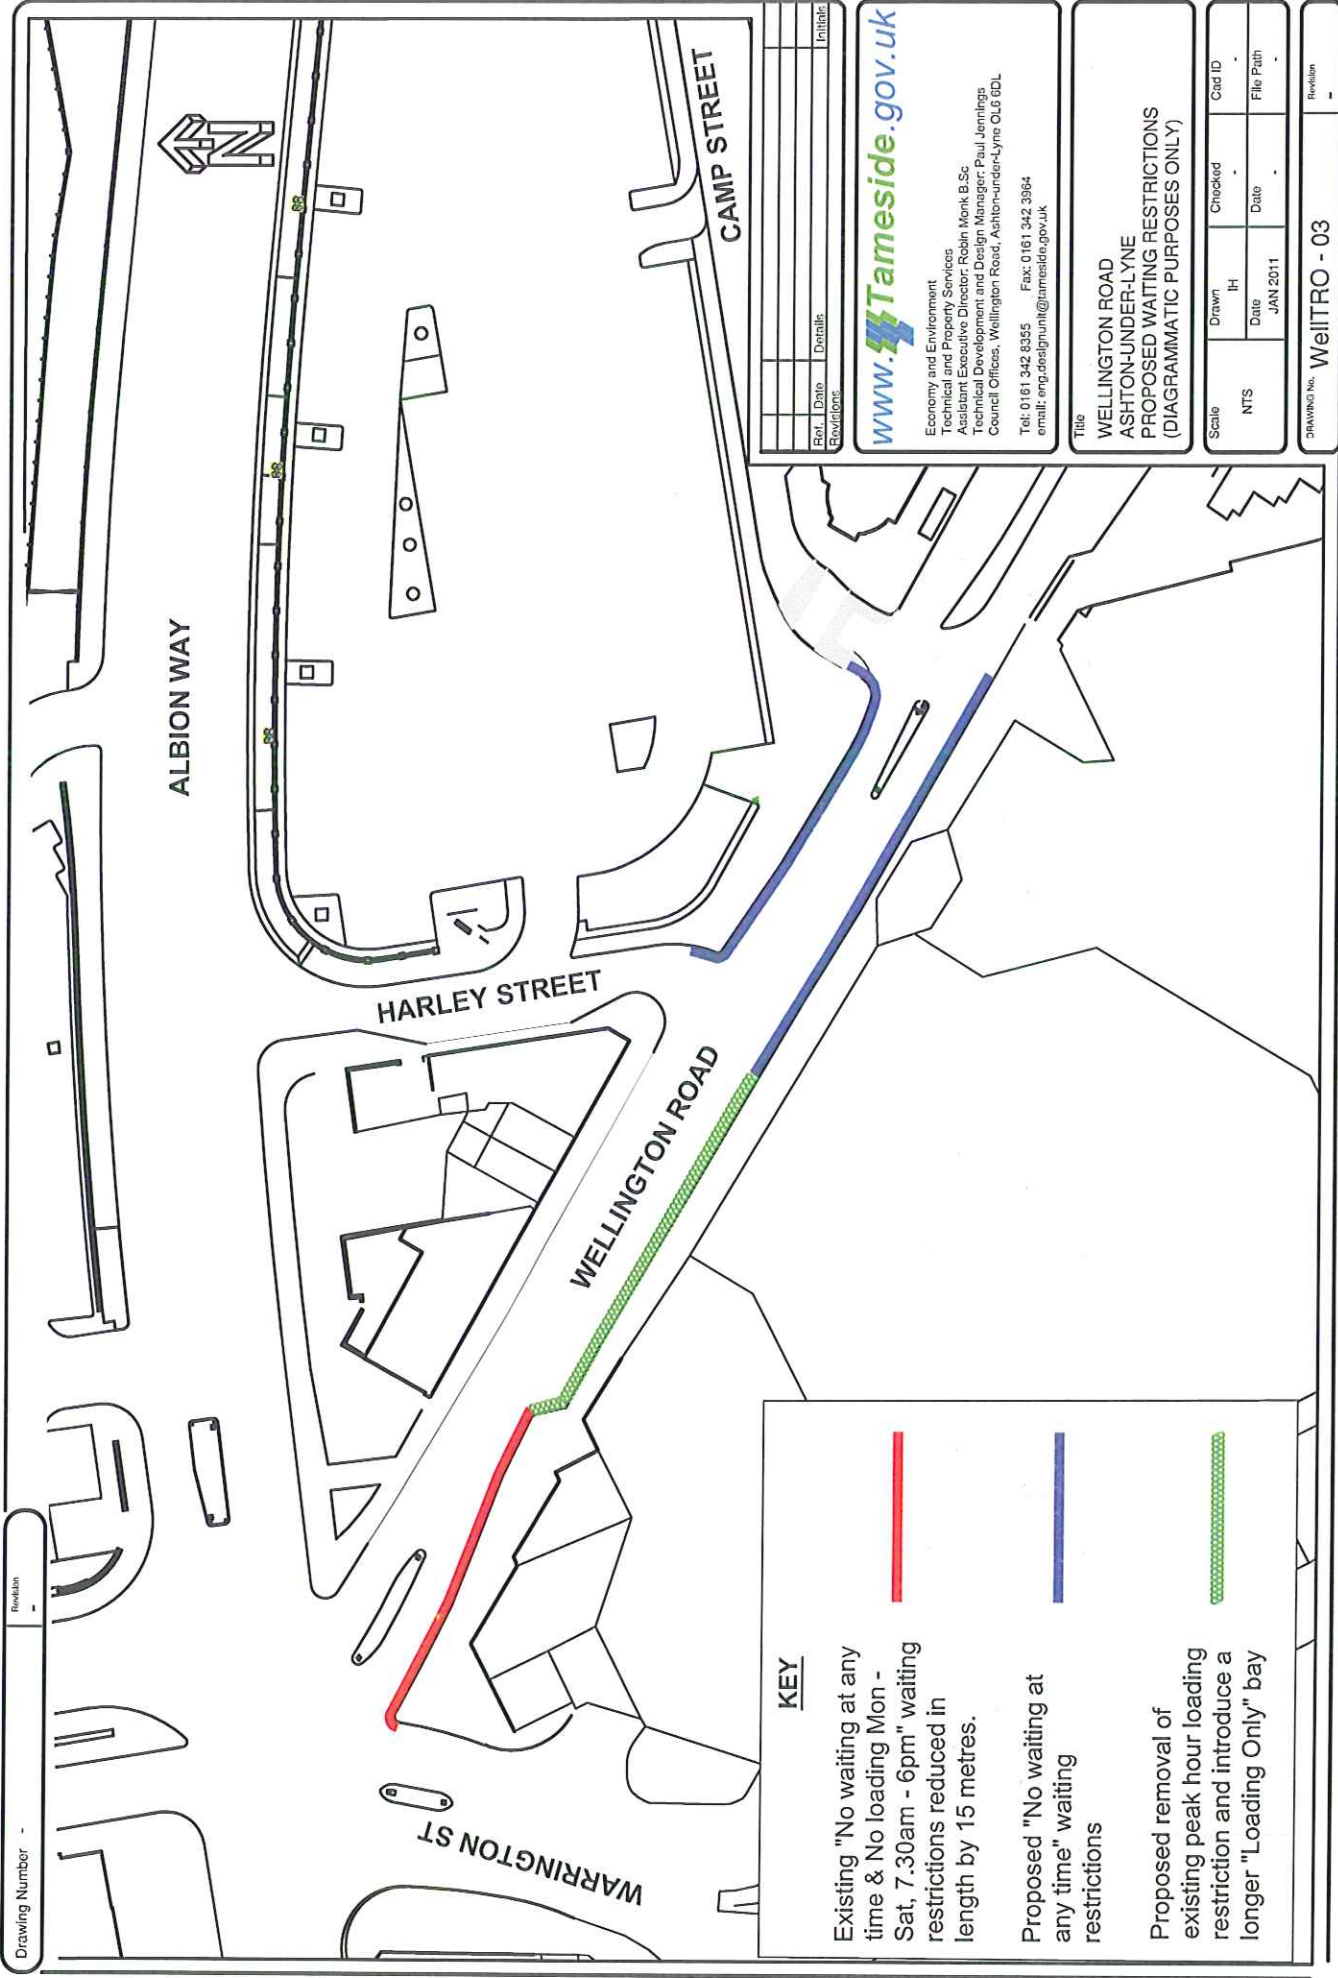 Drawing Number -
Revision
-
ALBION WAY
N
HARLEY STREET
CAMP STREET
WELLINGTON ROAD
WARRINGTON ST
KEY
Existing "No waiting at any
time & No loading Mon -
Sat, 7.30am - 6pm" waiting
restrictions reduced in
length by 15 metres.
Proposed "No waiting at
any time" waiting
restrictions
Proposed removal of
existing peak hour loading
restriction and introduce a
longer "Loading Only" bay
Ref. Date Details Initials
Revisions
www.Tameside.gov.uk
Economy and Environment
Technical and Property Services
Assistant Executive Director: Robin Monk B.Sc
Technical Development and Design Manager: Paul Jennings
Council Offices, Wellington Road, Ashton-under-Lyne OL6 6DL
Tel: 0161 342 8355 Fax: 0161 342 3964
email: eng.designunit@tameside.gov.uk
Title
WELLINGTON ROAD
ASHTON-UNDER-LYNE
PROPOSED WAITING RESTRICTIONS
(DIAGRAMMATIC PURPOSES ONLY)
Scale Drawn Checked Cad ID
NTS IH - -
Date Date File Path
JAN 2011 - -
DRAWING No. WellTRO - 03
Revision
-